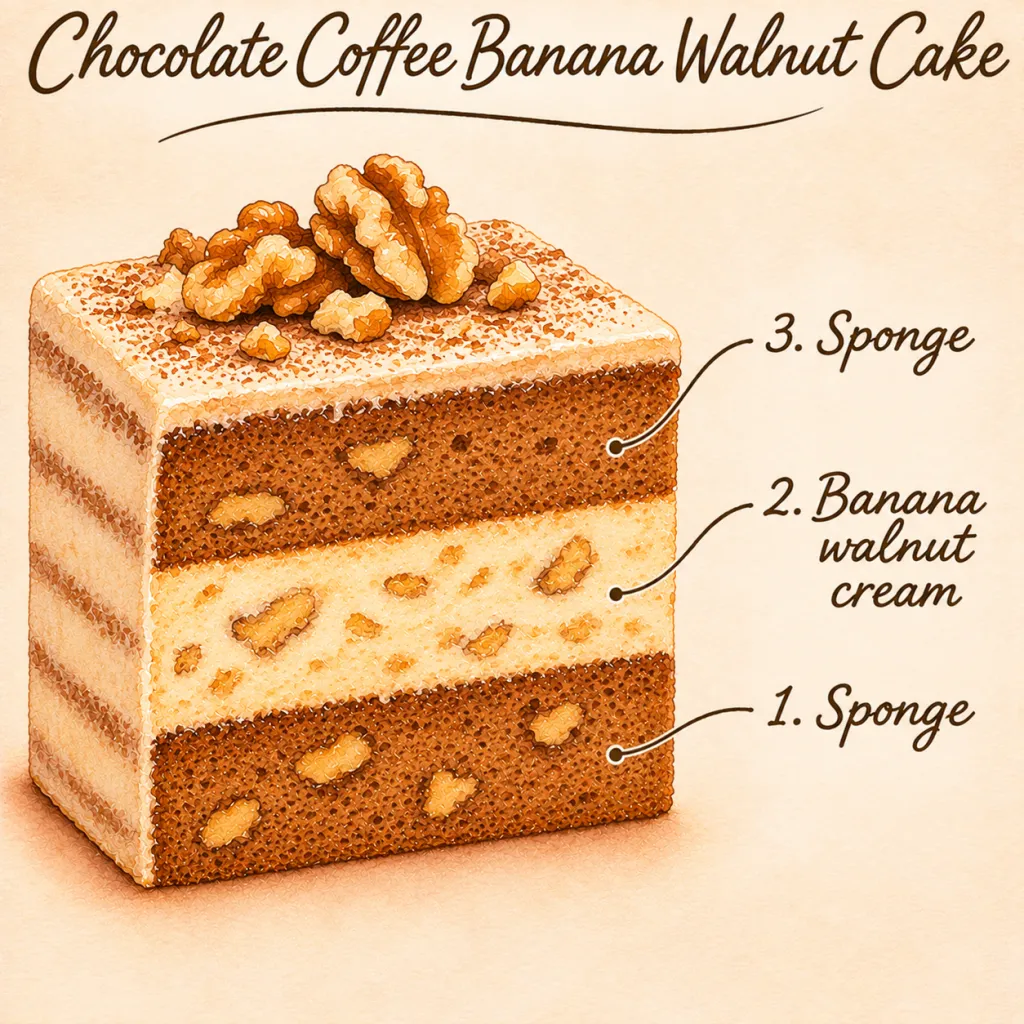 Chocolate Coffee Banana Walnut Cake
3. Sponge
2. Banana
walnut
cream
1. Sponge